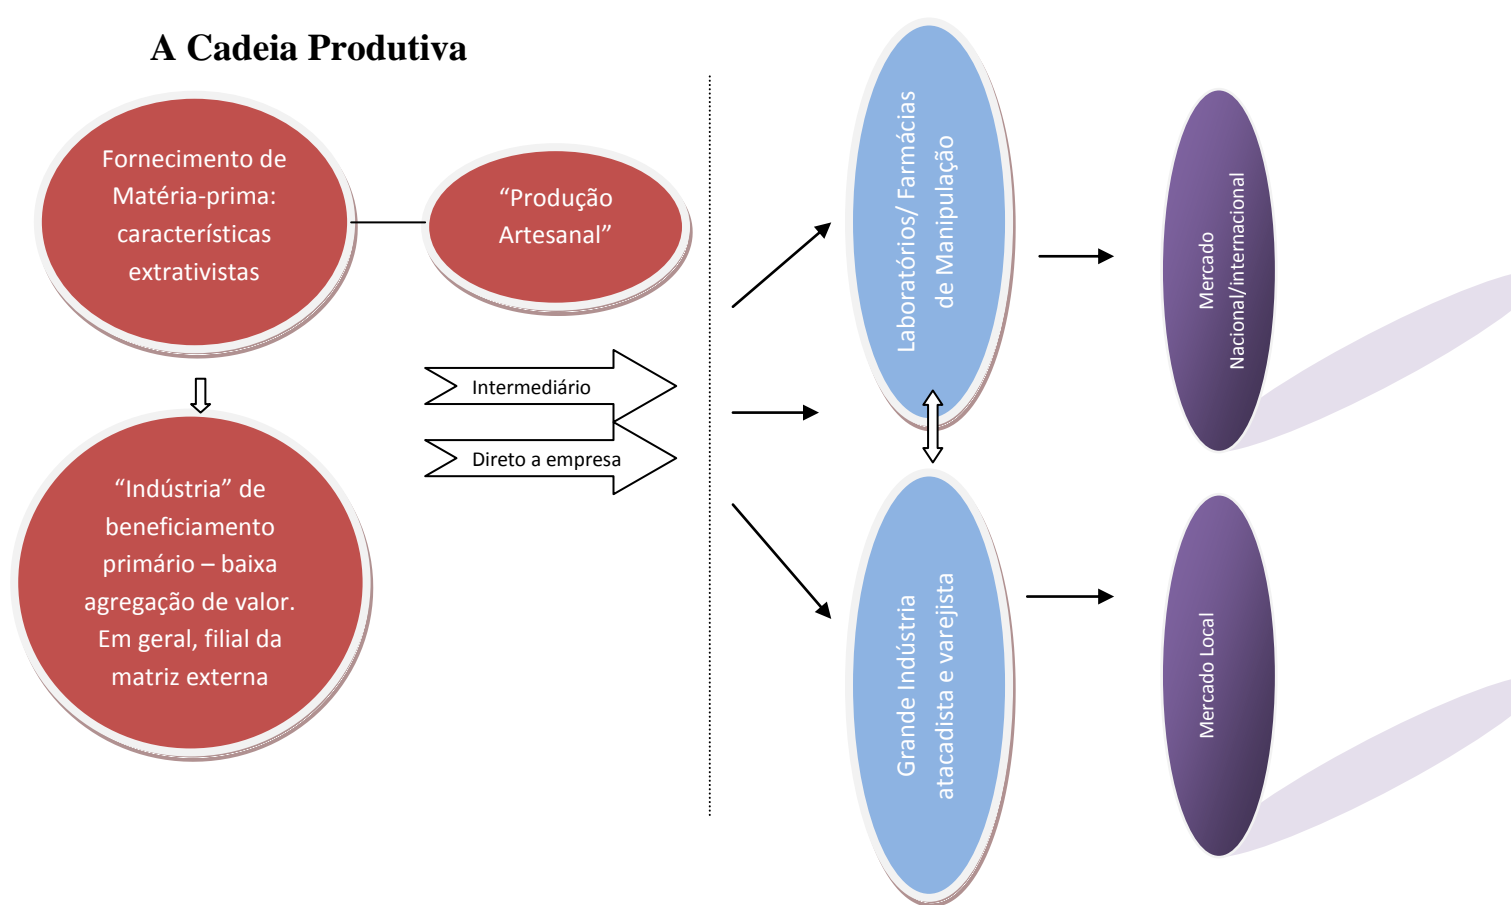 A Cadeia Produtiva
Fornecimento de
Matéria-prima:
característícas
extrativistas
“Produção
Artesanal”
Intermediário
Direto a empresa
“Indústria” de
beneficiamento
primário – baixa
agregação de valor.
Em geral, filial da
matriz externa
Laboratórios/ Farmácias
de Manipulação
Grande Indústria
atacadista e varejista
Mercado
Nacional/internacional
Mercado Local